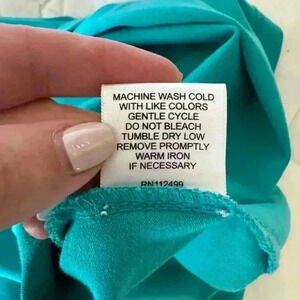 MACHINE WASH COLD
WITH LIKE COLORS
GENTLE CYCLE
DO NOT BLEACH
TUMBLE DRY LOW
REMOVE PROMPTLY
WARM IRON
IF NECESSARY
RN112499